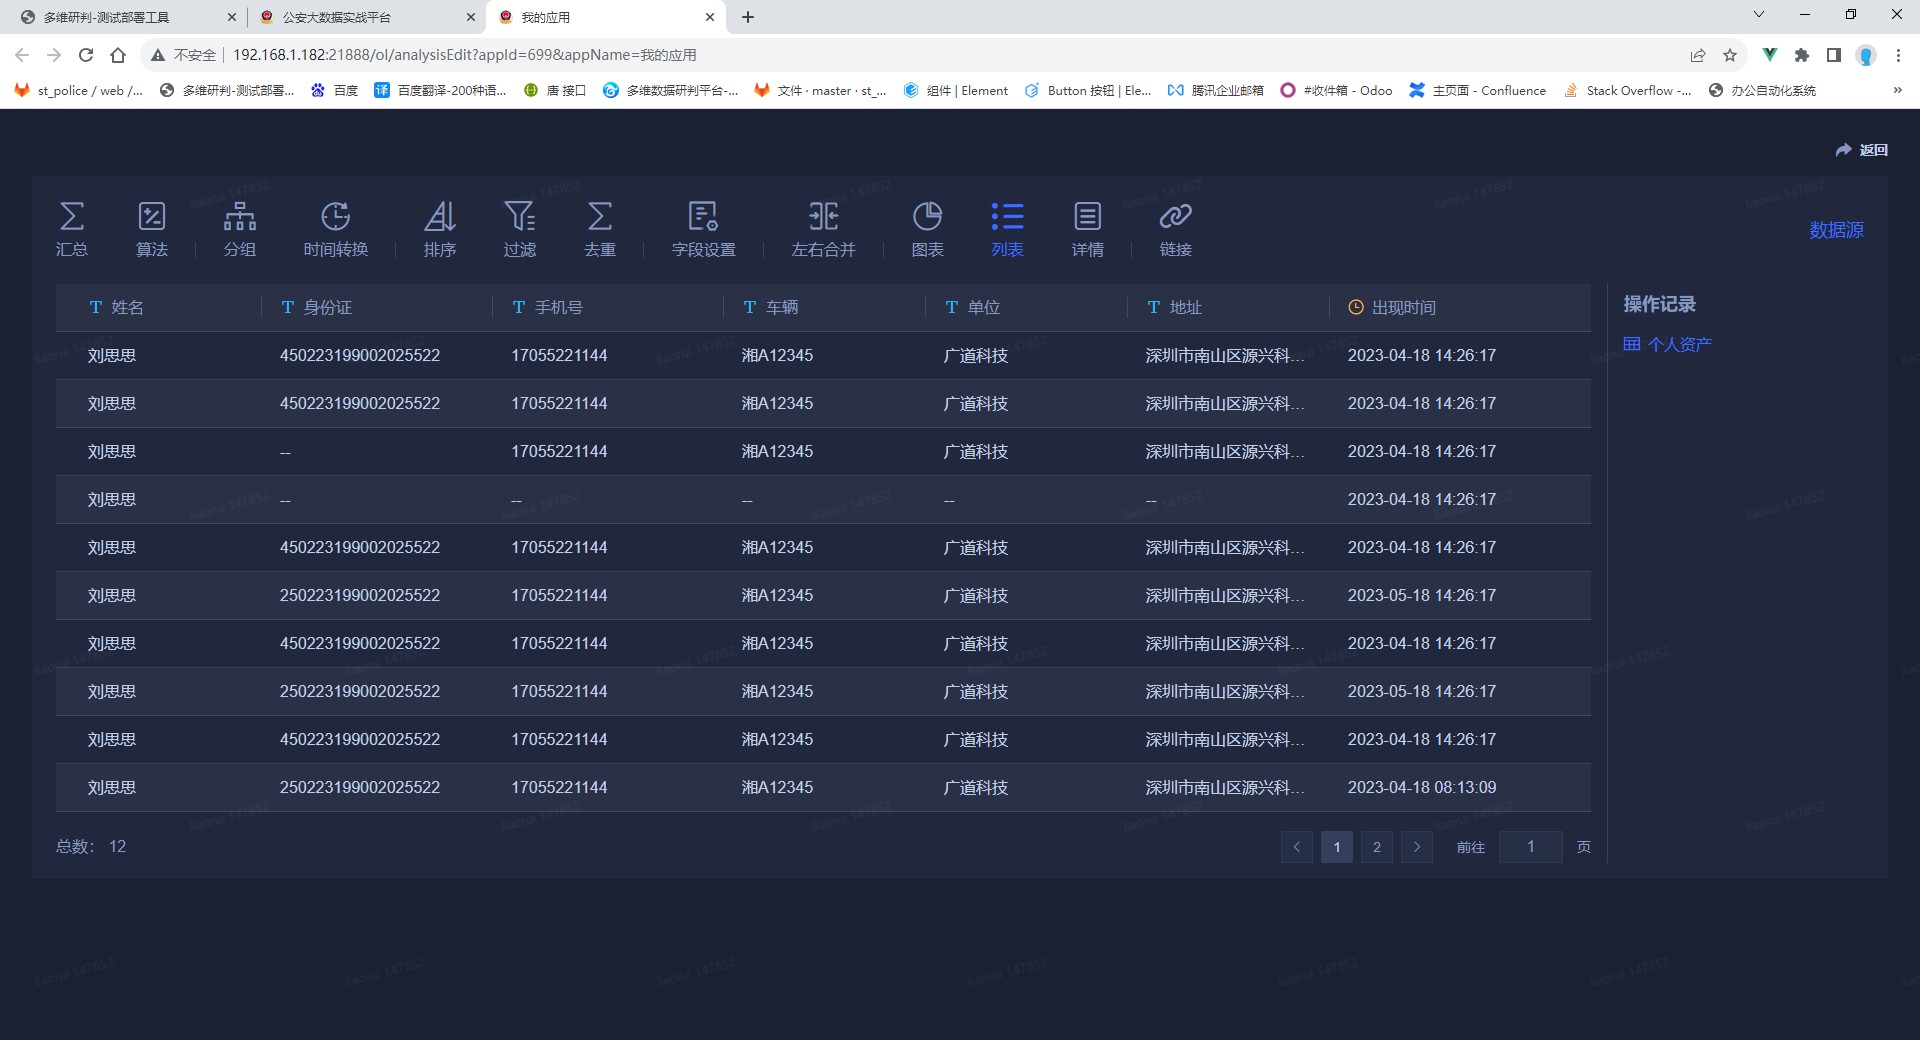 多维研判-测试部署工具
公安大数据实战平台
我的应用
不安全 192.168.1.182:21888/ol/analysisEdit?appId=699&appName=我的应用
st_police / web /... 多维研判-测试部署... 百度 百度翻译-200种语... 唐 接口 多维数据研判平台-... 文件 · master · st_... 组件 | Element Button 按钮 | Ele... 腾讯企业邮箱 #收件箱 - Odoo 主页面 - Confluence Stack Overflow -... 办公自动化系统 »
返回
汇总 算法 分组 时间转换 排序 过滤 去重 字段设置 左右合并 图表 列表 详情 链接
数据源
T 姓名 T 身份证 T 手机号 T 车辆 T 单位 T 地址 出现时间
刘思思 450223199002025522 17055221144 湘A12345 广道科技 深圳市南山区源兴科... 2023-04-18 14:26:17
刘思思 450223199002025522 17055221144 湘A12345 广道科技 深圳市南山区源兴科... 2023-04-18 14:26:17
刘思思 -- 17055221144 湘A12345 广道科技 深圳市南山区源兴科... 2023-04-18 14:26:17
刘思思 -- -- -- -- -- 2023-04-18 14:26:17
刘思思 450223199002025522 17055221144 湘A12345 广道科技 深圳市南山区源兴科... 2023-04-18 14:26:17
刘思思 250223199002025522 17055221144 湘A12345 广道科技 深圳市南山区源兴科... 2023-05-18 14:26:17
刘思思 450223199002025522 17055221144 湘A12345 广道科技 深圳市南山区源兴科... 2023-04-18 14:26:17
刘思思 250223199002025522 17055221144 湘A12345 广道科技 深圳市南山区源兴科... 2023-05-18 14:26:17
刘思思 450223199002025522 17055221144 湘A12345 广道科技 深圳市南山区源兴科... 2023-04-18 14:26:17
刘思思 250223199002025522 17055221144 湘A12345 广道科技 深圳市南山区源兴科... 2023-04-18 08:13:09
操作记录
个人资产
总数： 12
1 2 前往 1 页
liaorui 147852